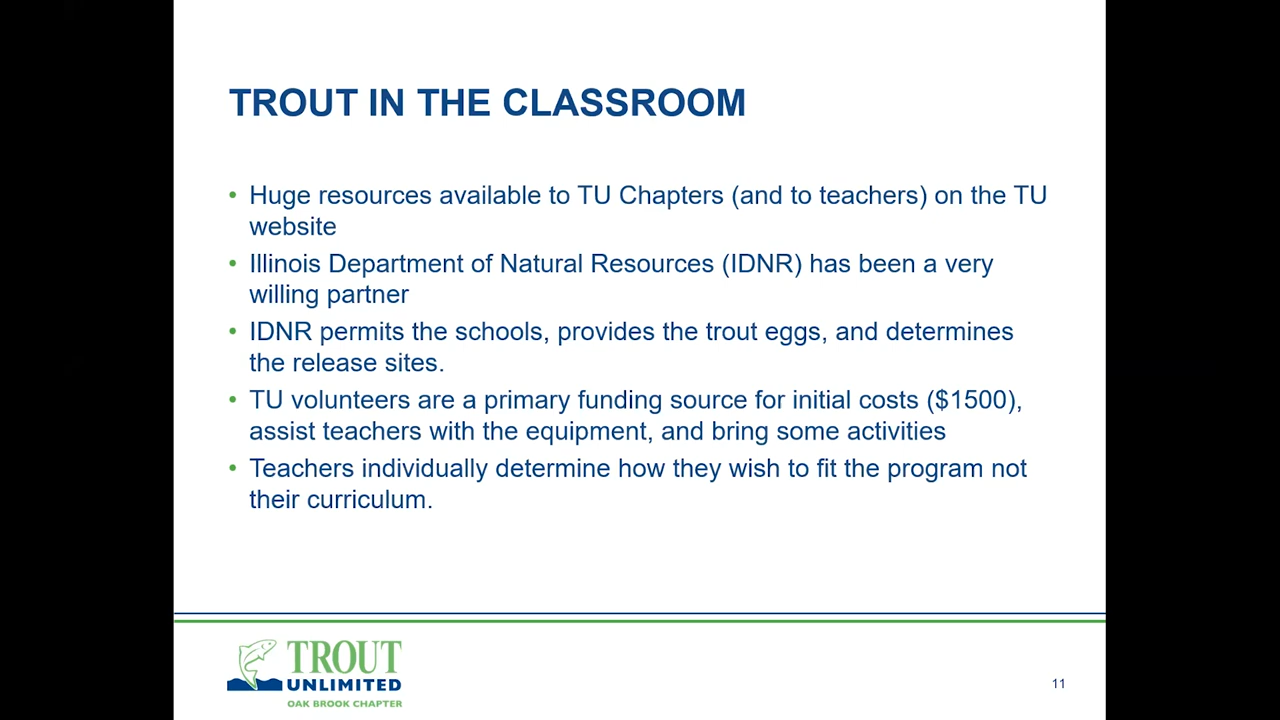 TROUT IN THE CLASSROOM
• Huge resources available to TU Chapters (and to teachers) on the TU
website
• Illinois Department of Natural Resources (IDNR) has been a very
willing partner
• IDNR permits the schools, provides the trout eggs, and determines
the release sites.
• TU volunteers are a primary funding source for initial costs ($1500),
assist teachers with the equipment, and bring some activities
• Teachers individually determine how they wish to fit the program not
their curriculum.
TROUT
UNLIMITED
OAK BROOK CHAPTER
11